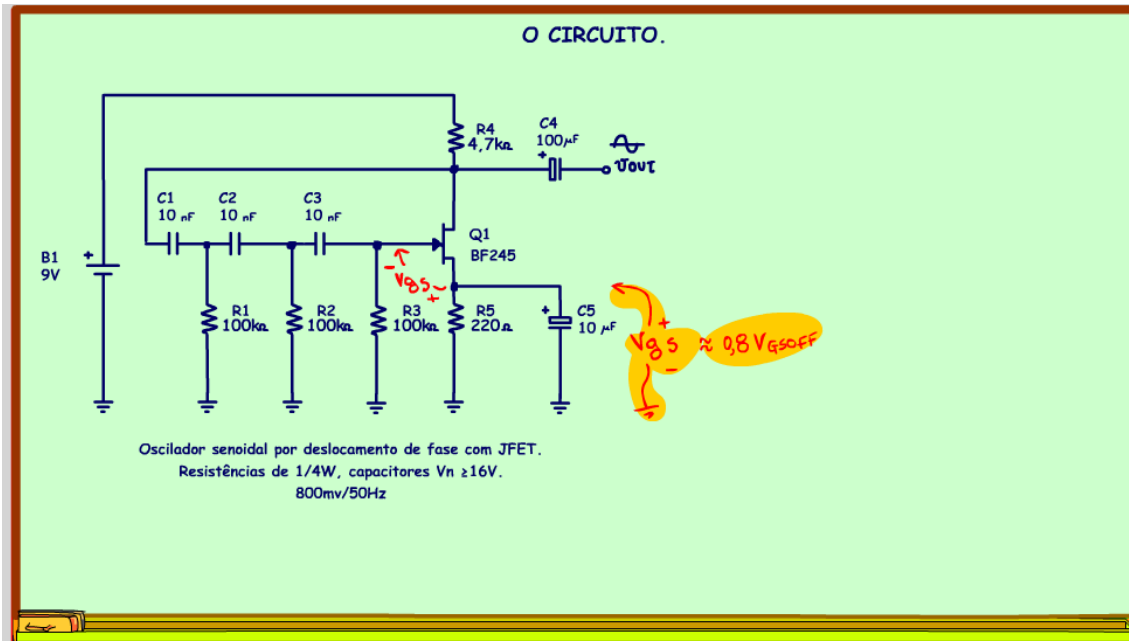 O CIRCUITO.
R4
4,7kΩ
C4
100µF
+
vout
C1
10 nF
C2
10 nF
C3
10 nF
Q1
BF245
B1
9V
+
- Vgs +
R1
100kΩ
R2
100kΩ
R3
100kΩ
R5
220Ω
+
C5
10 µF
+
Vgs ≈ 0,8 VGSOFF
-
Oscilador senoidal por deslocamento de fase com JFET.
Resistências de 1/4W, capacitores Vn ≥16V.
800mv/50Hz